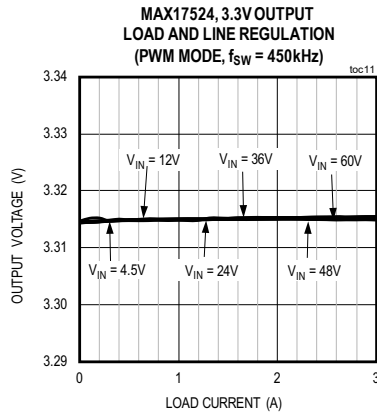 MAX17524, 3.3V OUTPUT
LOAD AND LINE REGULATION
(PWM MODE, fSW = 450kHz)
toc11
3.34
3.33
3.32
3.31
3.30
3.29
OUTPUT VOLTAGE (V)
VIN = 12V
VIN = 36V
VIN = 60V
VIN = 4.5V
VIN = 24V
VIN = 48V
0
1
2
3
LOAD CURRENT (A)